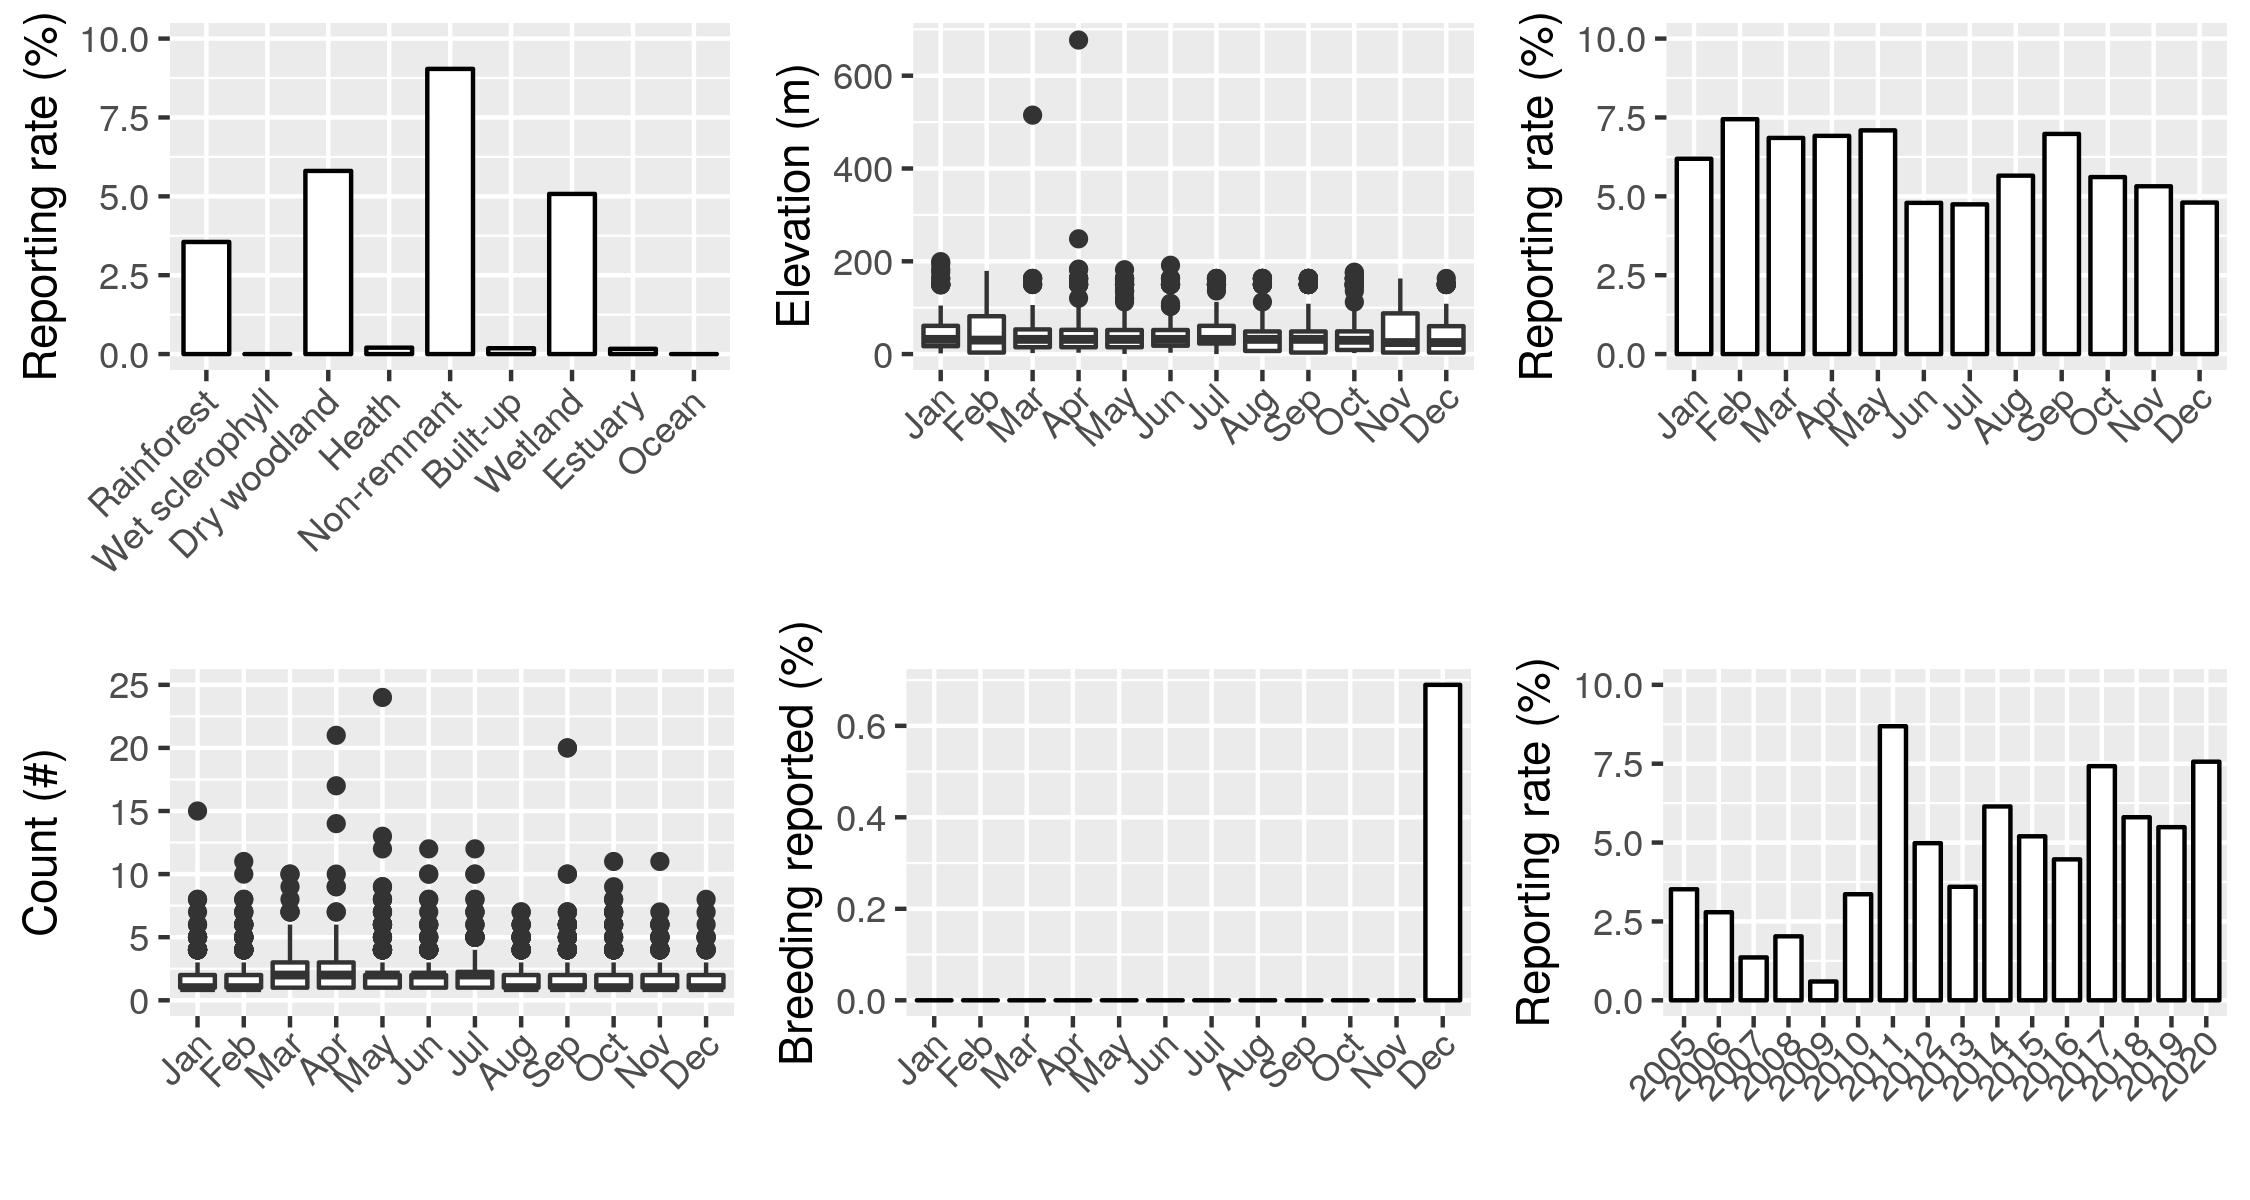 Reporting rate (%)
10.0
7.5
5.0
2.5
0.0
Rainforest
Wet sclerophyll
Dry woodland
Heath
Non-remnant
Built-up
Wetland
Estuary
Ocean
Elevation (m)
600
400
200
0
Jan
Feb
Mar
Apr
May
Jun
Jul
Aug
Sep
Oct
Nov
Dec
Reporting rate (%)
10.0
7.5
5.0
2.5
0.0
Jan
Feb
Mar
Apr
May
Jun
Jul
Aug
Sep
Oct
Nov
Dec
Count (#)
25
20
15
10
5
0
Jan
Feb
Mar
Apr
May
Jun
Jul
Aug
Sep
Oct
Nov
Dec
Breeding reported (%)
0.6
0.4
0.2
0.0
Jan
Feb
Mar
Apr
May
Jun
Jul
Aug
Sep
Oct
Nov
Dec
Reporting rate (%)
10.0
7.5
5.0
2.5
0.0
2005
2006
2007
2008
2009
2010
2011
2012
2013
2014
2015
2016
2017
2018
2019
2020